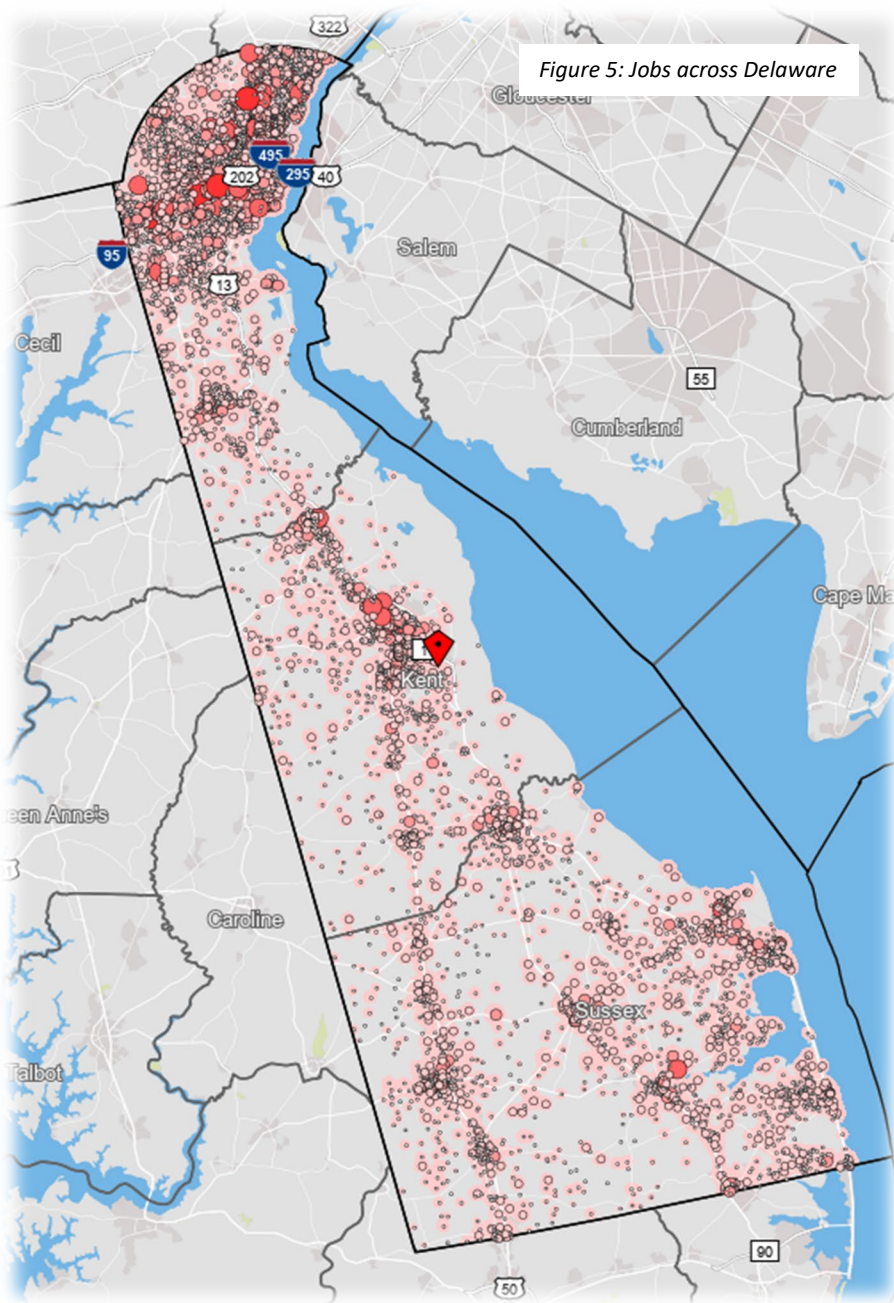 322
Figure 5: Jobs across Delaware
Gloucester
495
202
295
40
Salem
95
13
Cecil
55
Cumberland
Cape Ma
1
Kent
een Anne's
Caroline
Sussex
Talbot
90
50